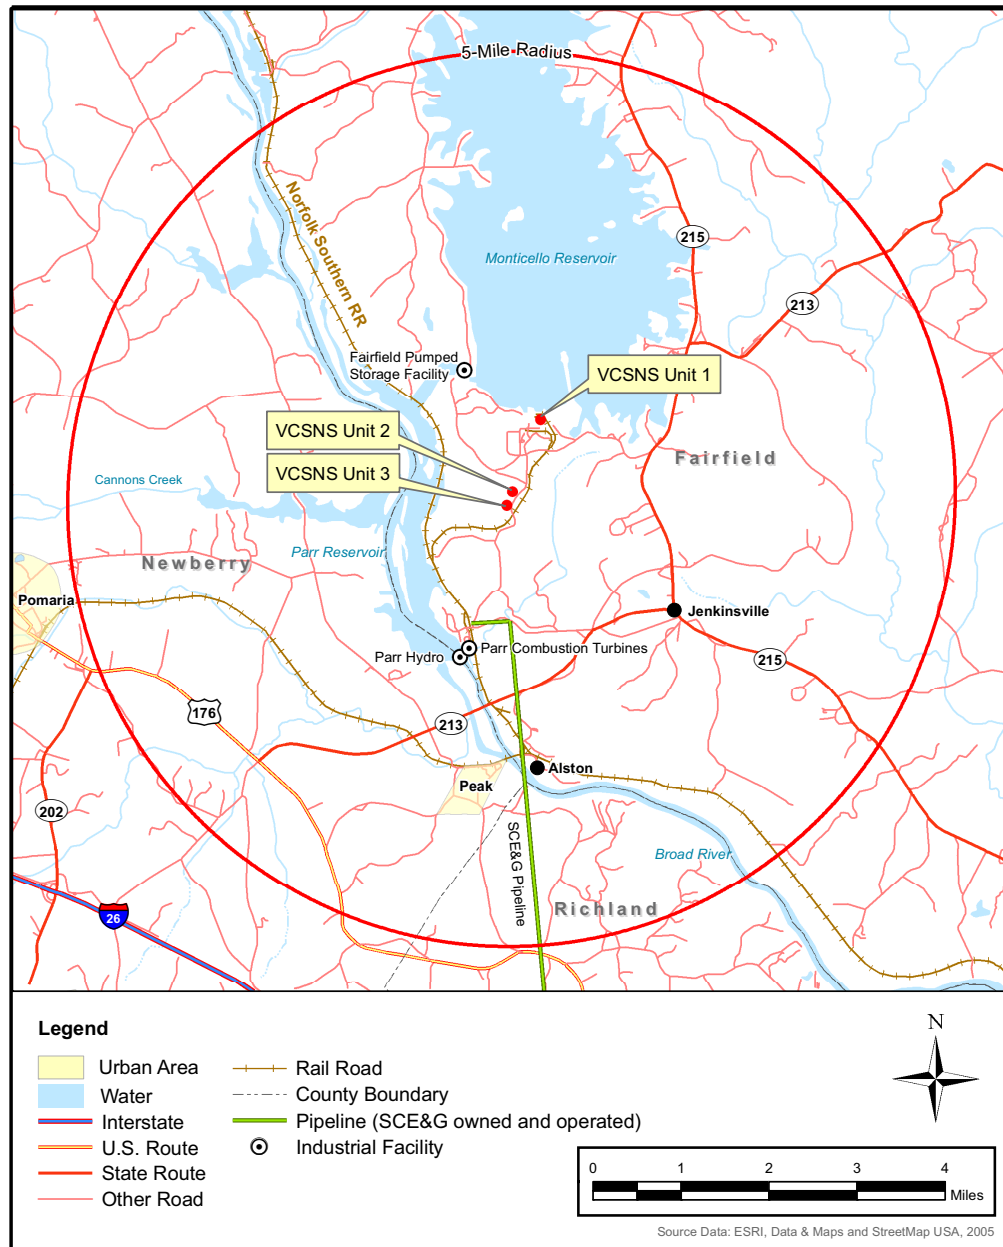 5-Mile Radius
Norfolk Southern RR
Monticello Reservoir
215
213
Fairfield Pumped
Storage Facility
VCSNS Unit 1
VCSNS Unit 2
VCSNS Unit 3
Fairfield
Cannons Creek
Parr Reservoir
Newberry
Pomaria
Jenkinsville
Parr Combustion Turbines
Parr Hydro
215
176
213
Alston
Peak
202
SCE&G Pipeline
Broad River
Richland
26
Legend
Urban Area
Water
Interstate
U.S. Route
State Route
Other Road
Rail Road
County Boundary
Pipeline (SCE&G owned and operated)
Industrial Facility
N
0 1 2 3 4
Miles
Source Data: ESRI, Data & Maps and StreetMap USA, 2005